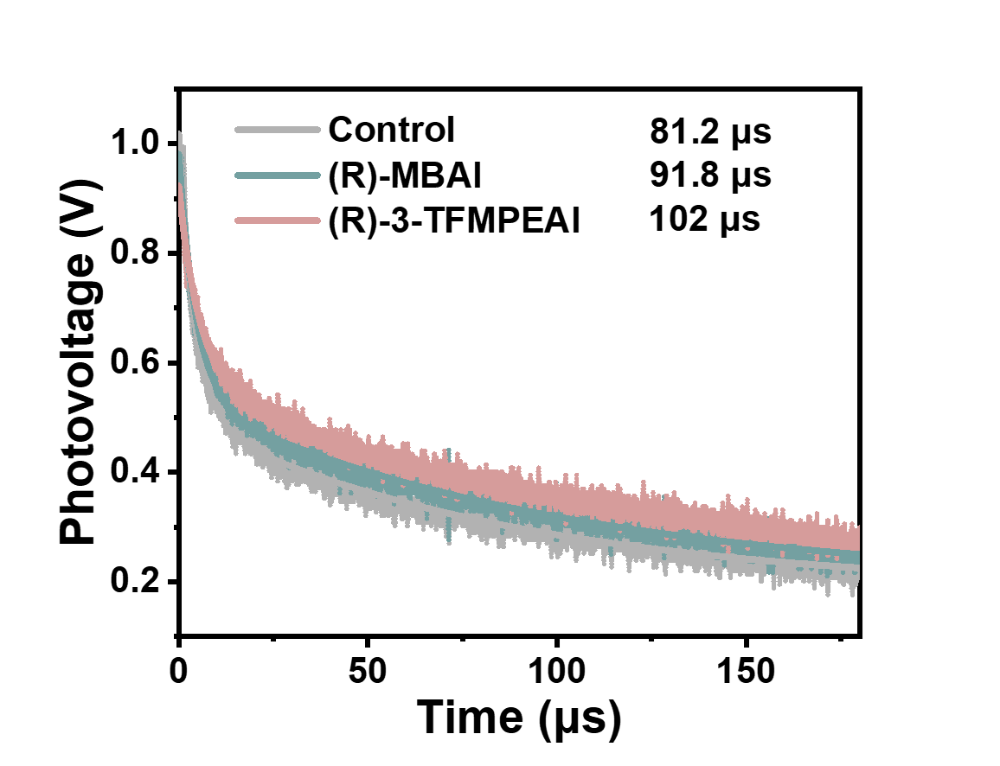 Control 81.2 µs
(R)-MBAI 91.8 µs
(R)-3-TFMPEAI 102 µs
Photovoltage (V)
1.0
0.8
0.6
0.4
0.2
0 50 100 150
Time (µs)